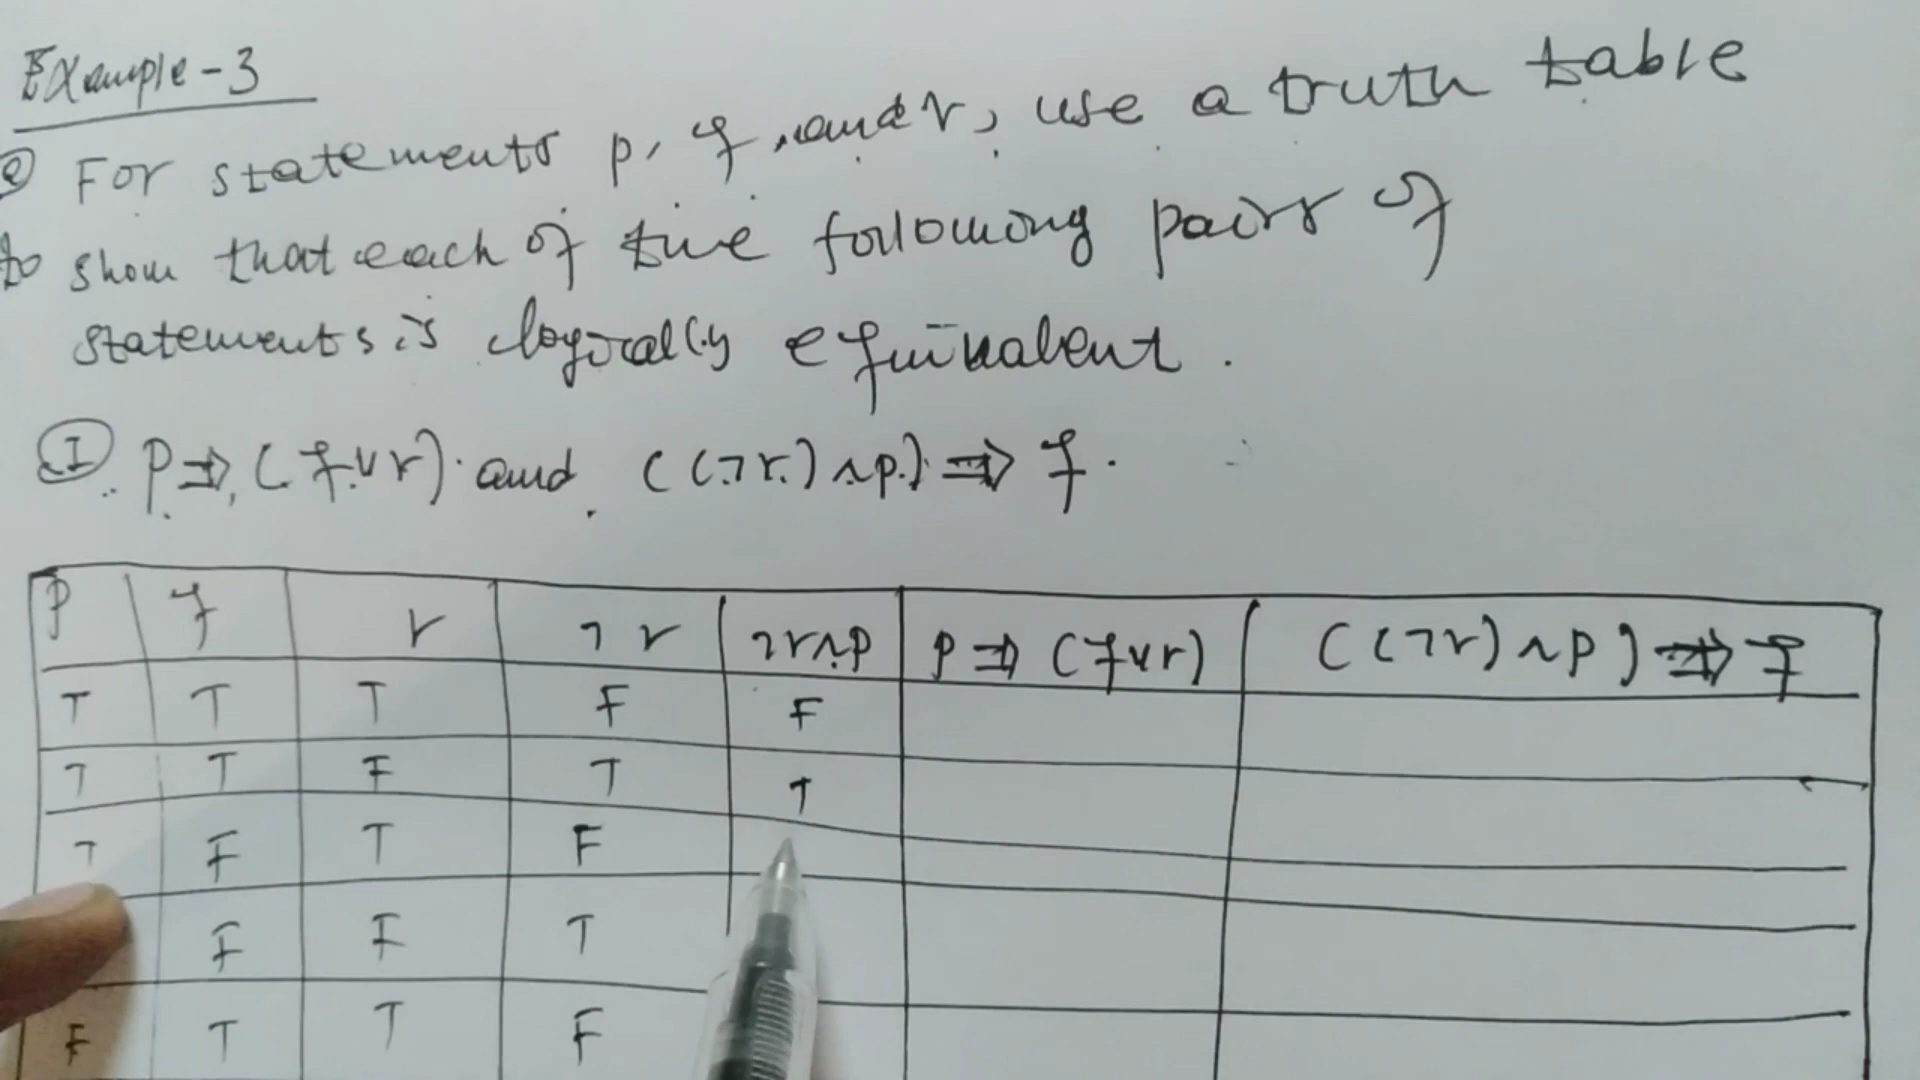 Example-3
@ For statements p, q, and r, use a truth table
to show that each of the following pairs of
statements is logically equivalent.
I p ⇒ (q ∨ r) and ((¬r) ∧ p) ⇒ q.
p q r ¬r ¬r∧p p ⇒ (q∨r) ((¬r) ∧ p) ⇒ q
T T T F F
T T F T T
T F T F
F F T
F T T F